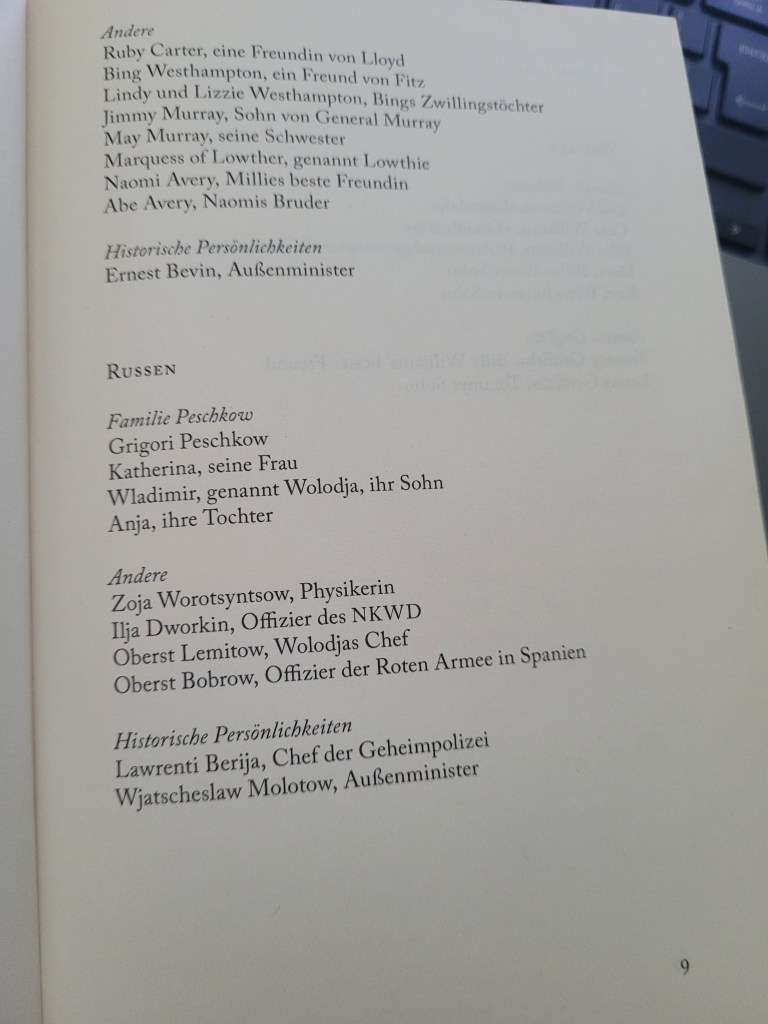 Andere
Ruby Carter, eine Freundin von Lloyd
Bing Westhampton, ein Freund von Fitz
Lindy und Lizzie Westhampton, Bings Zwillingstöchter
Jimmy Murray, Sohn von General Murray
May Murray, seine Schwester
Marquess of Lowther, genannt Lowthie
Naomi Avery, Millies beste Freundin
Abe Avery, Naomis Bruder
Historische Persönlichkeiten
Ernest Bevin, Außenminister
RUSSEN
Familie Peschkow
Grigori Peschkow
Katherina, seine Frau
Wladimir, genannt Wolodja, ihr Sohn
Anja, ihre Tochter
Andere
Zoja Worotsyntsow, Physikerin
Ilja Dworkin, Offizier des NKWD
Oberst Lemitow, Wolodjas Chef
Oberst Bobrow, Offizier der Roten Armee in Spanien
Historische Persönlichkeiten
Lawrenti Berija, Chef der Geheimpolizei
Wjatscheslaw Molotow, Außenminister
9